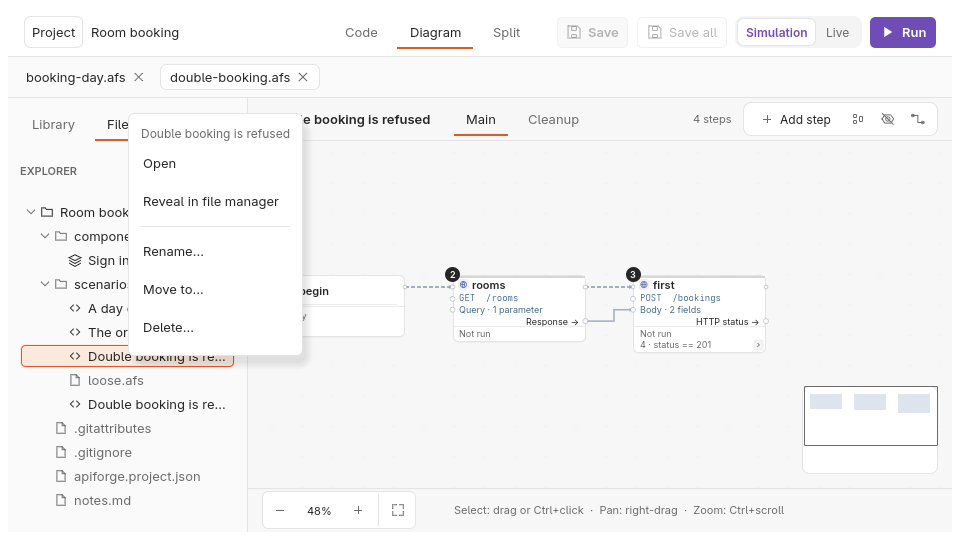 Project Room booking Code Diagram Split Save Save all Simulation Live Run
booking-day.afs double-booking.afs
Library File
e booking is refused Main Cleanup 4 steps Add step
EXPLORER
Double booking is refused
Open
Reveal in file manager
Rename...
Move to...
Delete...
Room book
compone
Sign in
scenarios
A day
The or
Double booking is re...
loose.afs
Double booking is re...
.gitattributes
.gitignore
apiforge.project.json
notes.md
begin
y
2
rooms
GET /rooms
Query · 1 parameter
Response →
Not run
3
first
POST /bookings
Body · 2 fields
HTTP status →
Not run
4 · status == 201
48%
Select: drag or Ctrl+click · Pan: right-drag · Zoom: Ctrl+scroll